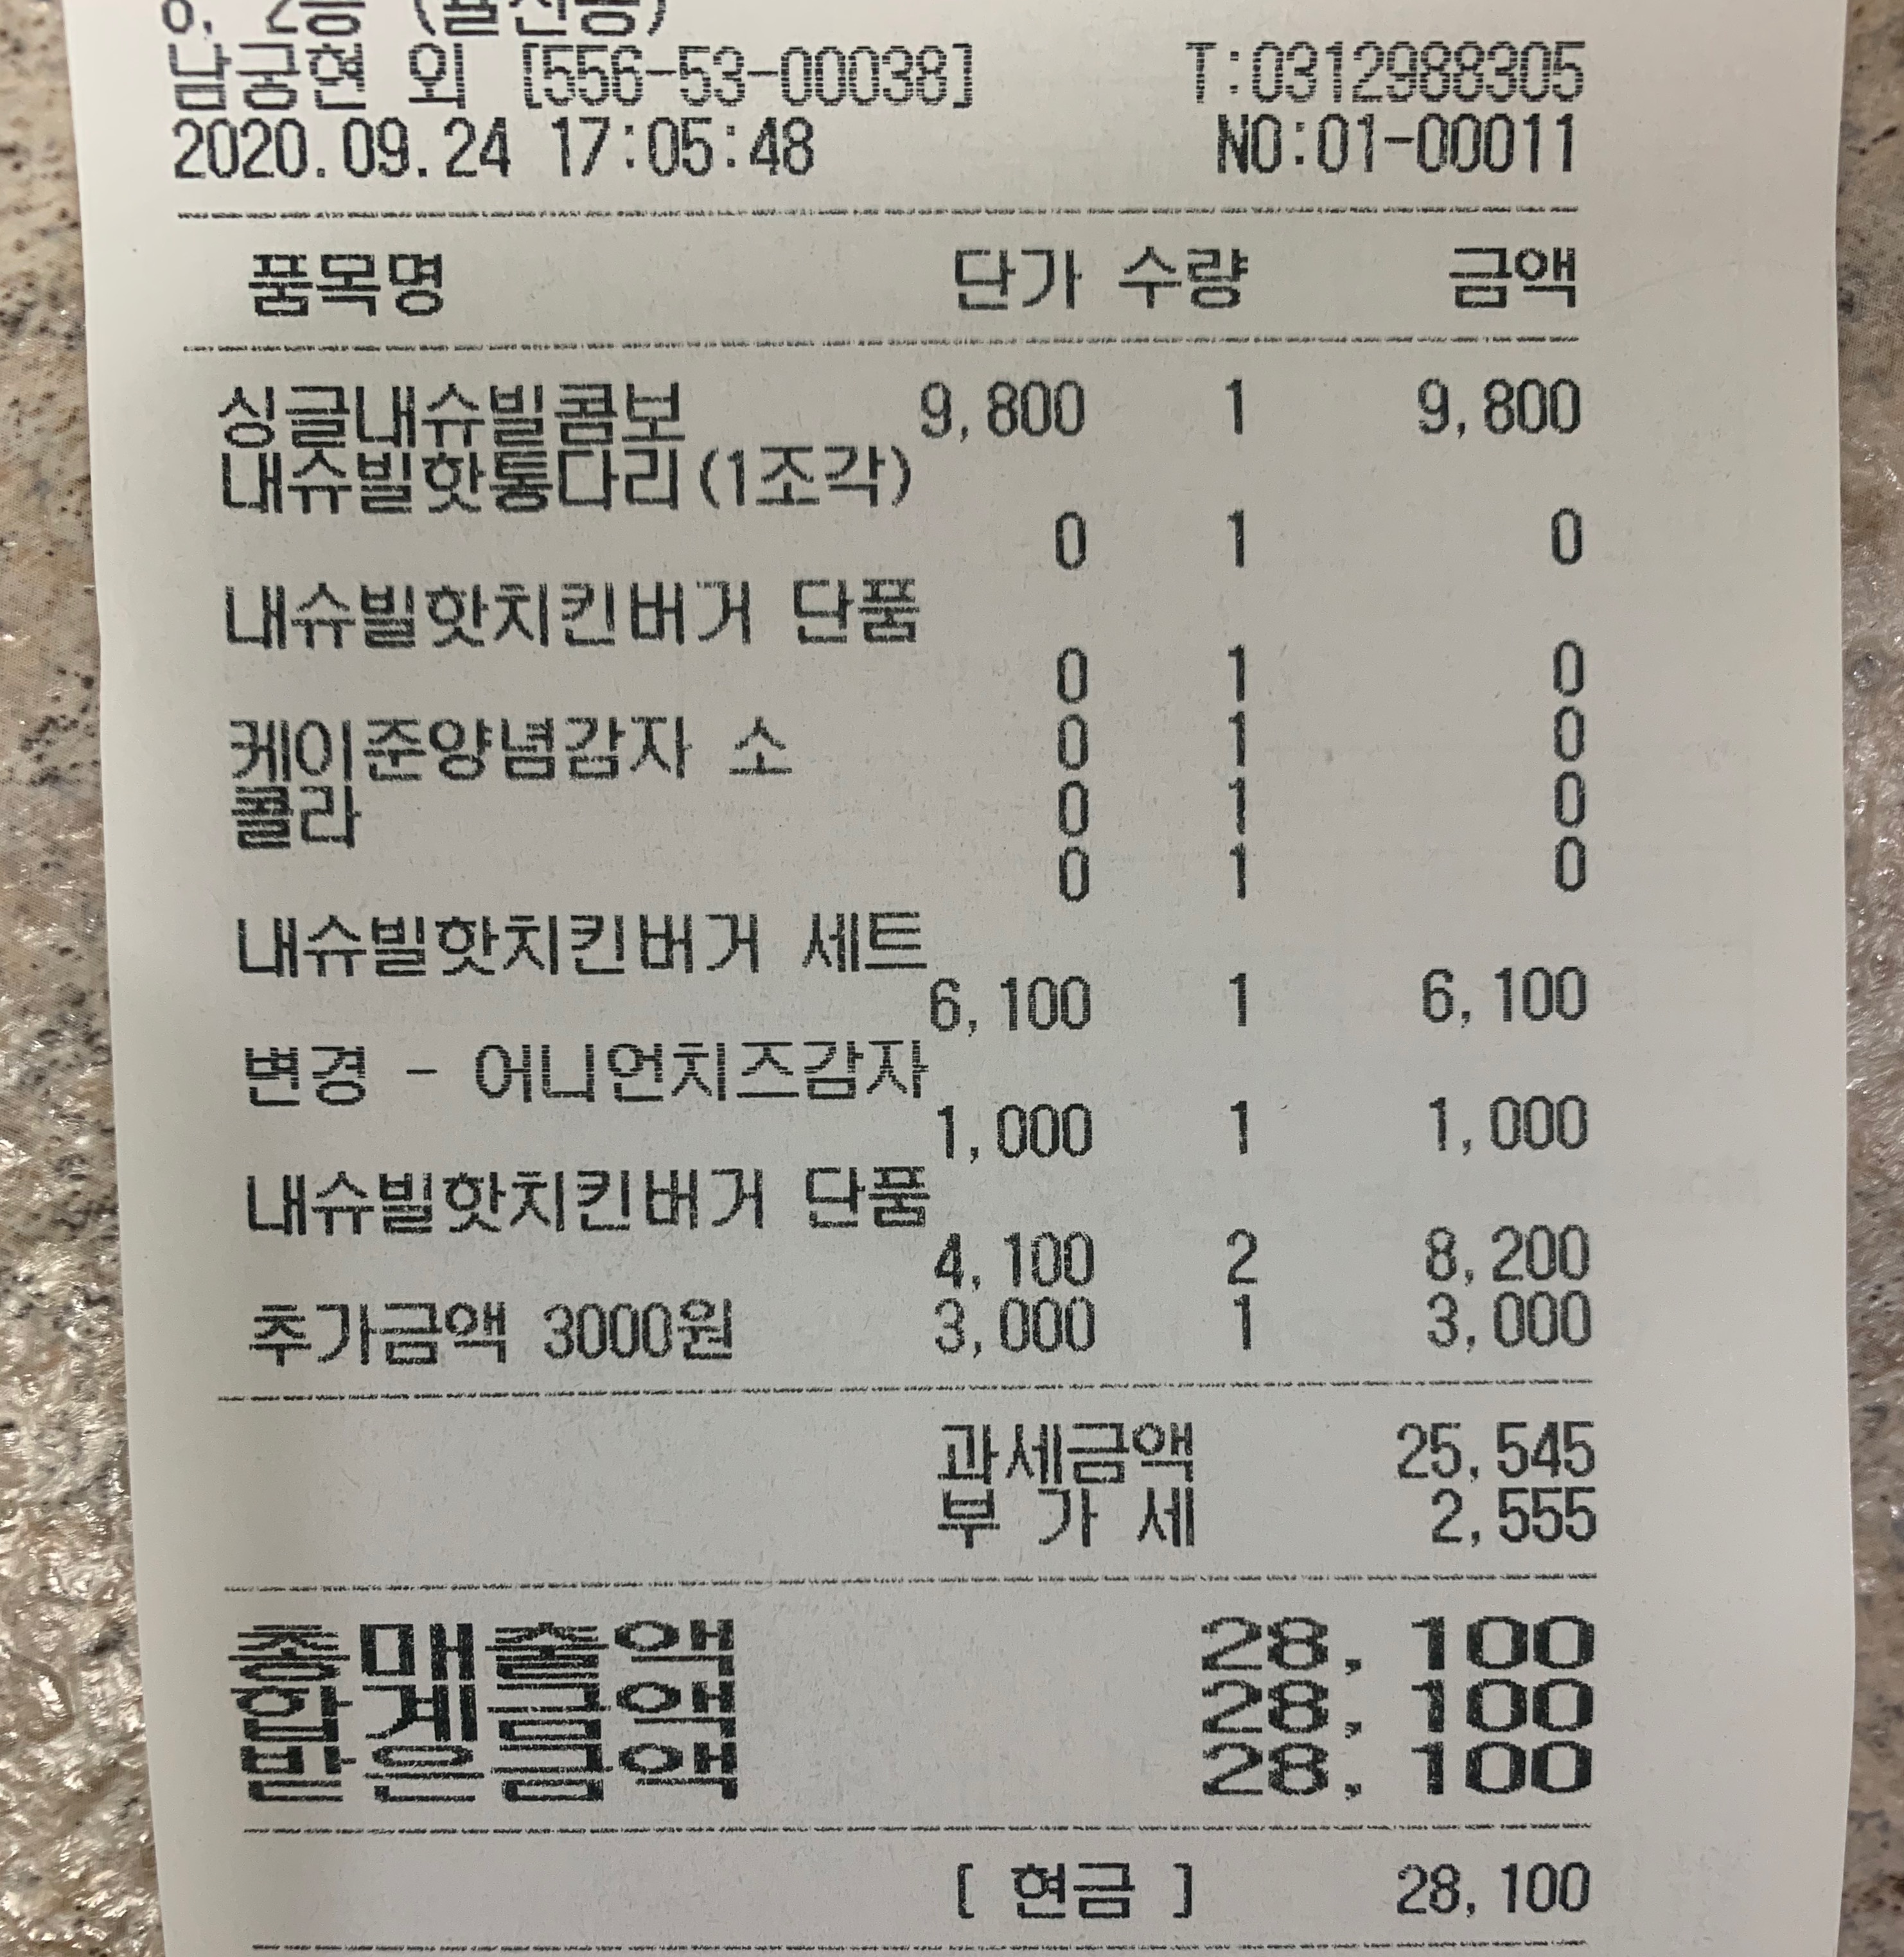 남궁현 외 [556-53-00038] T:0312988305
2020.09.24 17:05:48 NO:01-00011
품목명 단가 수량 금액
싱글내슈빌콤보 9,800 1 9,800
내슈빌핫통다리(1조각)
0 1 0
내슈빌핫치킨버거 단품
0 1 0
케이준양념감자 소 0 1 0
콜라 0 1 0
0 1 0
내슈빌핫치킨버거 세트
6,100 1 6,100
변경 - 어니언치즈감자
1,000 1 1,000
내슈빌핫치킨버거 단품
4,100 2 8,200
추가금액 3000원 3,000 1 3,000
과세금액 25,545
부 가 세 2,555
총매출액 28,100
합계금액 28,100
받은금액 28,100
[ 현금 ] 28,100